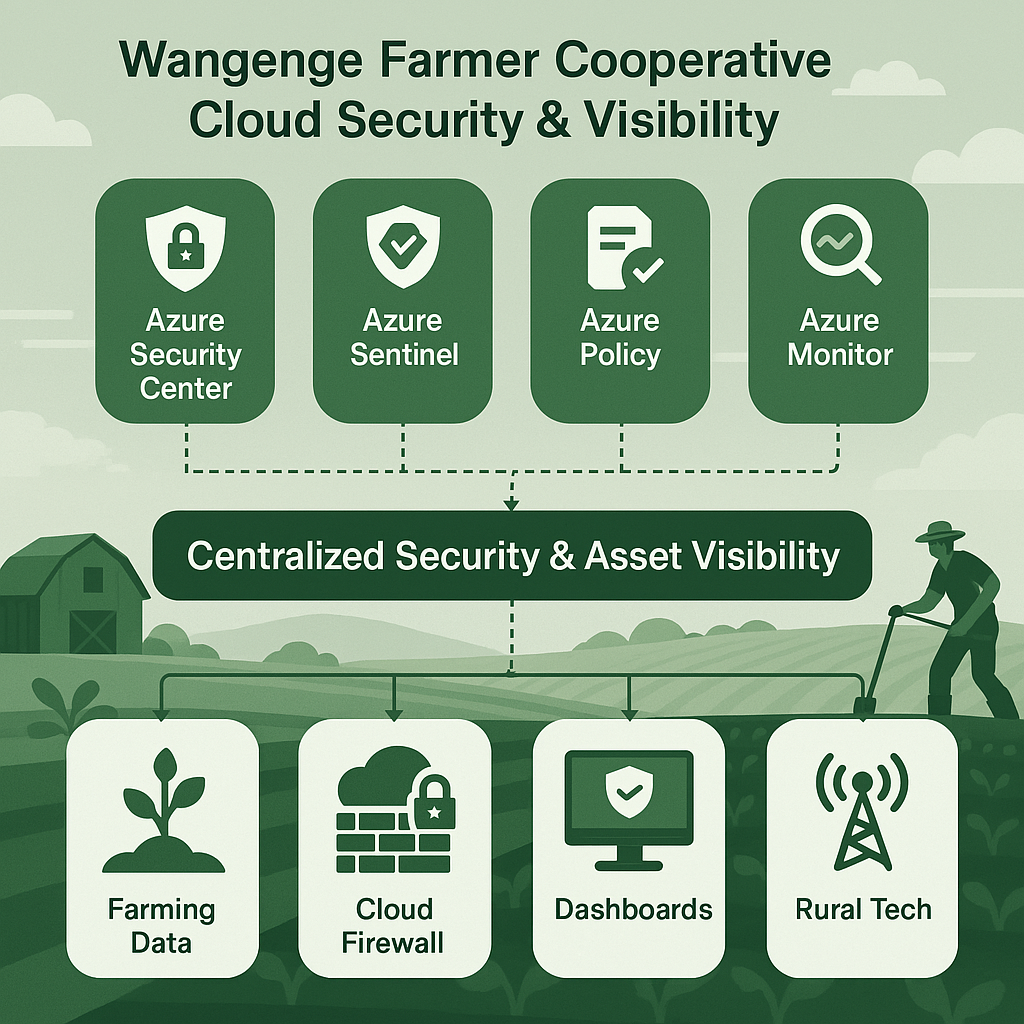 Wangenge Farmer Cooperative
Cloud Security & Visibility
Azure
Security
Center
Azure
Sentinel
Azure
Policy
Azure
Monitor
Centralized Security & Asset Visibility
Farming
Data
Cloud
Firewall
Dashboards
Rural Tech